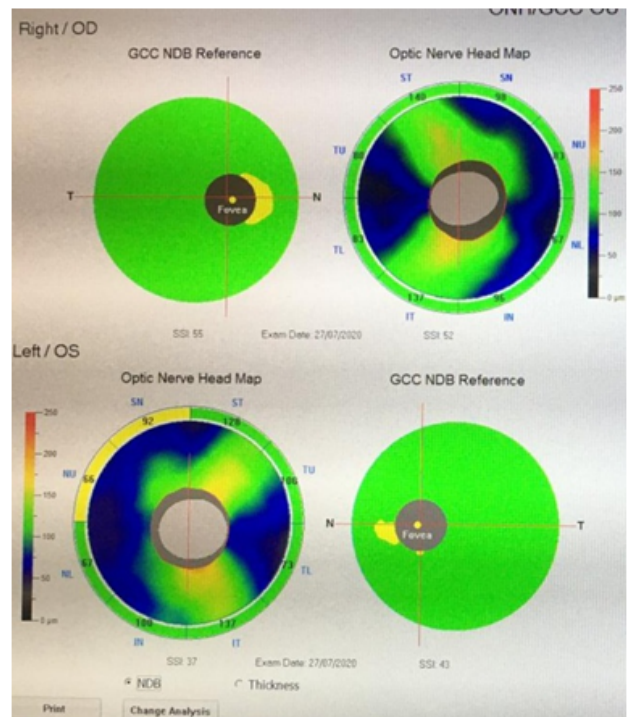 ONH/GCC OU
Right / OD
GCC NDB Reference
Optic Nerve Head Map
ST
SN
140
98
250
TU
80
83
NU
200
T
N
Fovea
150
TL
83
67
NL
100
50
137
96
0 µm
IT
IN
SSI: 55
Exam Date: 27/07/2020
SSI: 52
Left / OS
Optic Nerve Head Map
GCC NDB Reference
SN
ST
250
92
128
200
NU
66
106
TU
150
N
T
Fovea
100
NL
67
73
TL
50
0 µm
100
137
IN
IT
SSI: 37
Exam Date: 27/07/2020
SSI: 43
NDB
Thickness
Print
Change Analysis